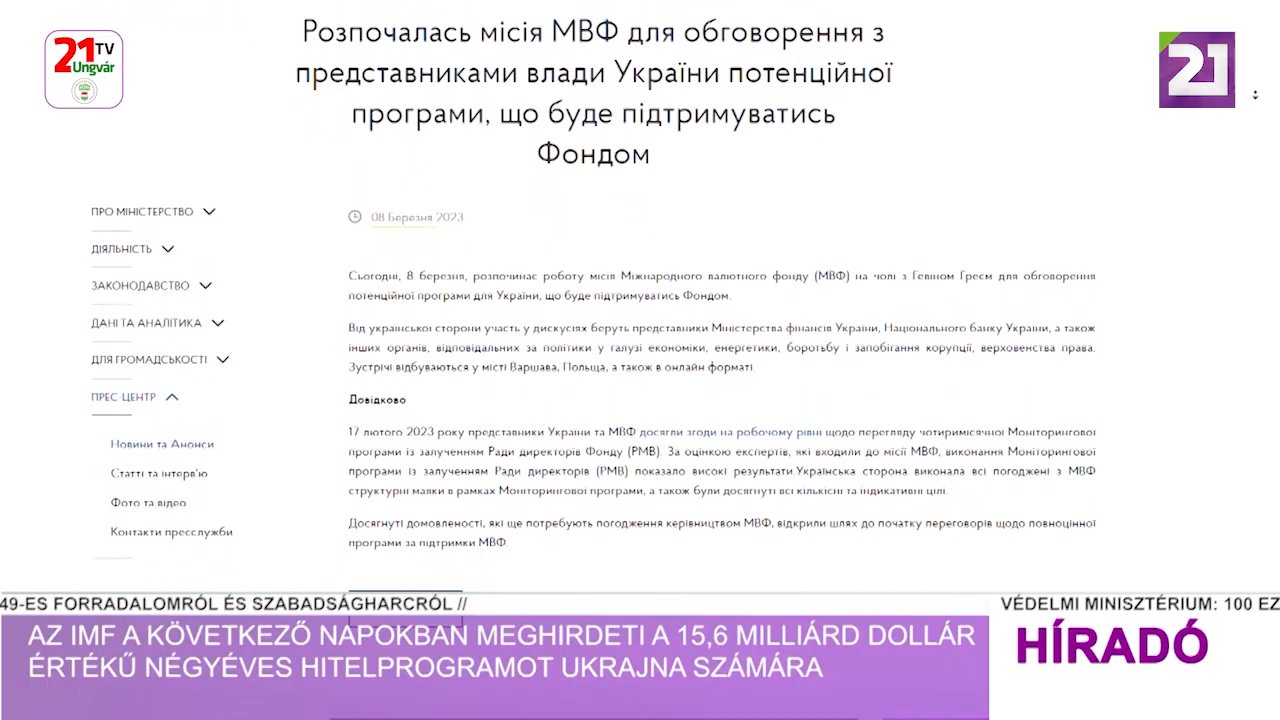 21 TV
Ungvár
21
Розпочалась місія МВФ для обговорення з
представниками влади України потенційної
програми, що буде підтримуватись
Фондом
ПРО МІНІСТЕРСТВО
ДІЯЛЬНІСТЬ
ЗАКОНОДАВСТВО
ДАНІ ТА АНАЛІТИКА
ДЛЯ ГРОМАДСЬКОСТІ
ПРЕС-ЦЕНТР
Новини та Анонси
Статті та інтерв'ю
Фото та відео
Контакти пресслужби
08 Березня 2023
Сьогодні, 8 березня, розпочинає роботу місія Міжнародного валютного фонду (МВФ) на чолі з Гевіном Греєм для обговорення
потенційної програми для України, що буде підтримуватись Фондом.
Від української сторони участь у дискусіях беруть представники Міністерства фінансів України, Національного банку України, а також
інших органів, відповідальних за політики у галузі економіки, енергетики, боротьбу і запобігання корупції, верховенства права.
Зустрічі відбуваються у місті Варшава, Польща, а також в онлайн форматі.
Довідково
17 лютого 2023 року представники України та МВФ досягли згоди на робочому рівні щодо перегляду чотиримісячної Моніторингової
програми із залученням Ради директорів Фонду (РМВ). За оцінкою експертів, які входили до місії МВФ, виконання Моніторингової
програми із залученням Ради директорів (РМВ) показало високі результати.Українська сторона виконала всі погоджені з МВФ
структурні маяки в рамках Моніторингової програми, а також були досягнуті всі кількісні та індикативні цілі.
Досягнуті домовленості, які ще потребують погодження керівництвом МВФ, відкрили шлях до початку переговорів щодо повноцінної
програми за підтримки МВФ.
49-ES FORRADALOMRÓL ÉS SZABADSÁGHARCRÓL //
VÉDELMI MINISZTÉRIUM: 100 EZ
AZ IMF A KÖVETKEZŐ NAPOKBAN MEGHIRDETI A 15,6 MILLIÁRD DOLLÁR
ÉRTÉKŰ NÉGYÉVES HITELPROGRAMOT UKRAJNA SZÁMÁRA
HÍRADÓ